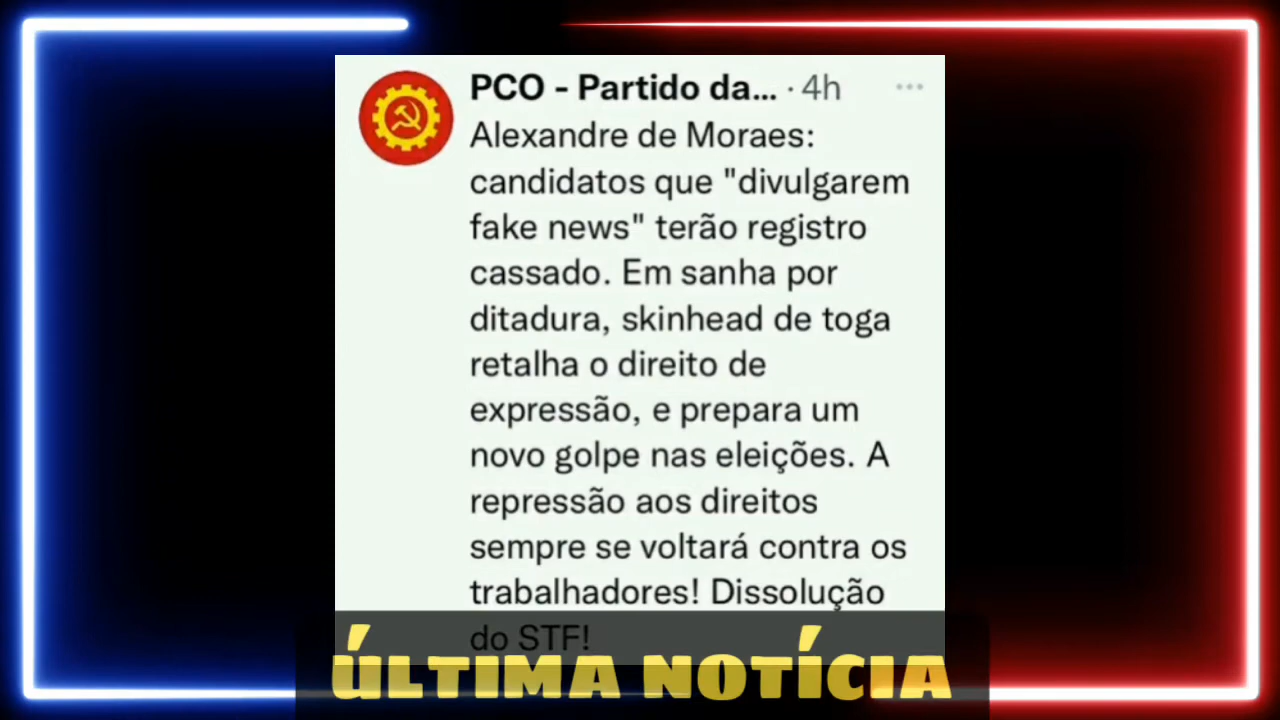 PCO - Partido da... · 4h
Alexandre de Moraes:
candidatos que "divulgarem
fake news" terão registro
cassado. Em sanha por
ditadura, skinhead de toga
retalha o direito de
expressão, e prepara um
novo golpe nas eleições. A
repressão aos direitos
sempre se voltará contra os
trabalhadores! Dissolução
do STF!
ÚLTIMA NOTÍCIA